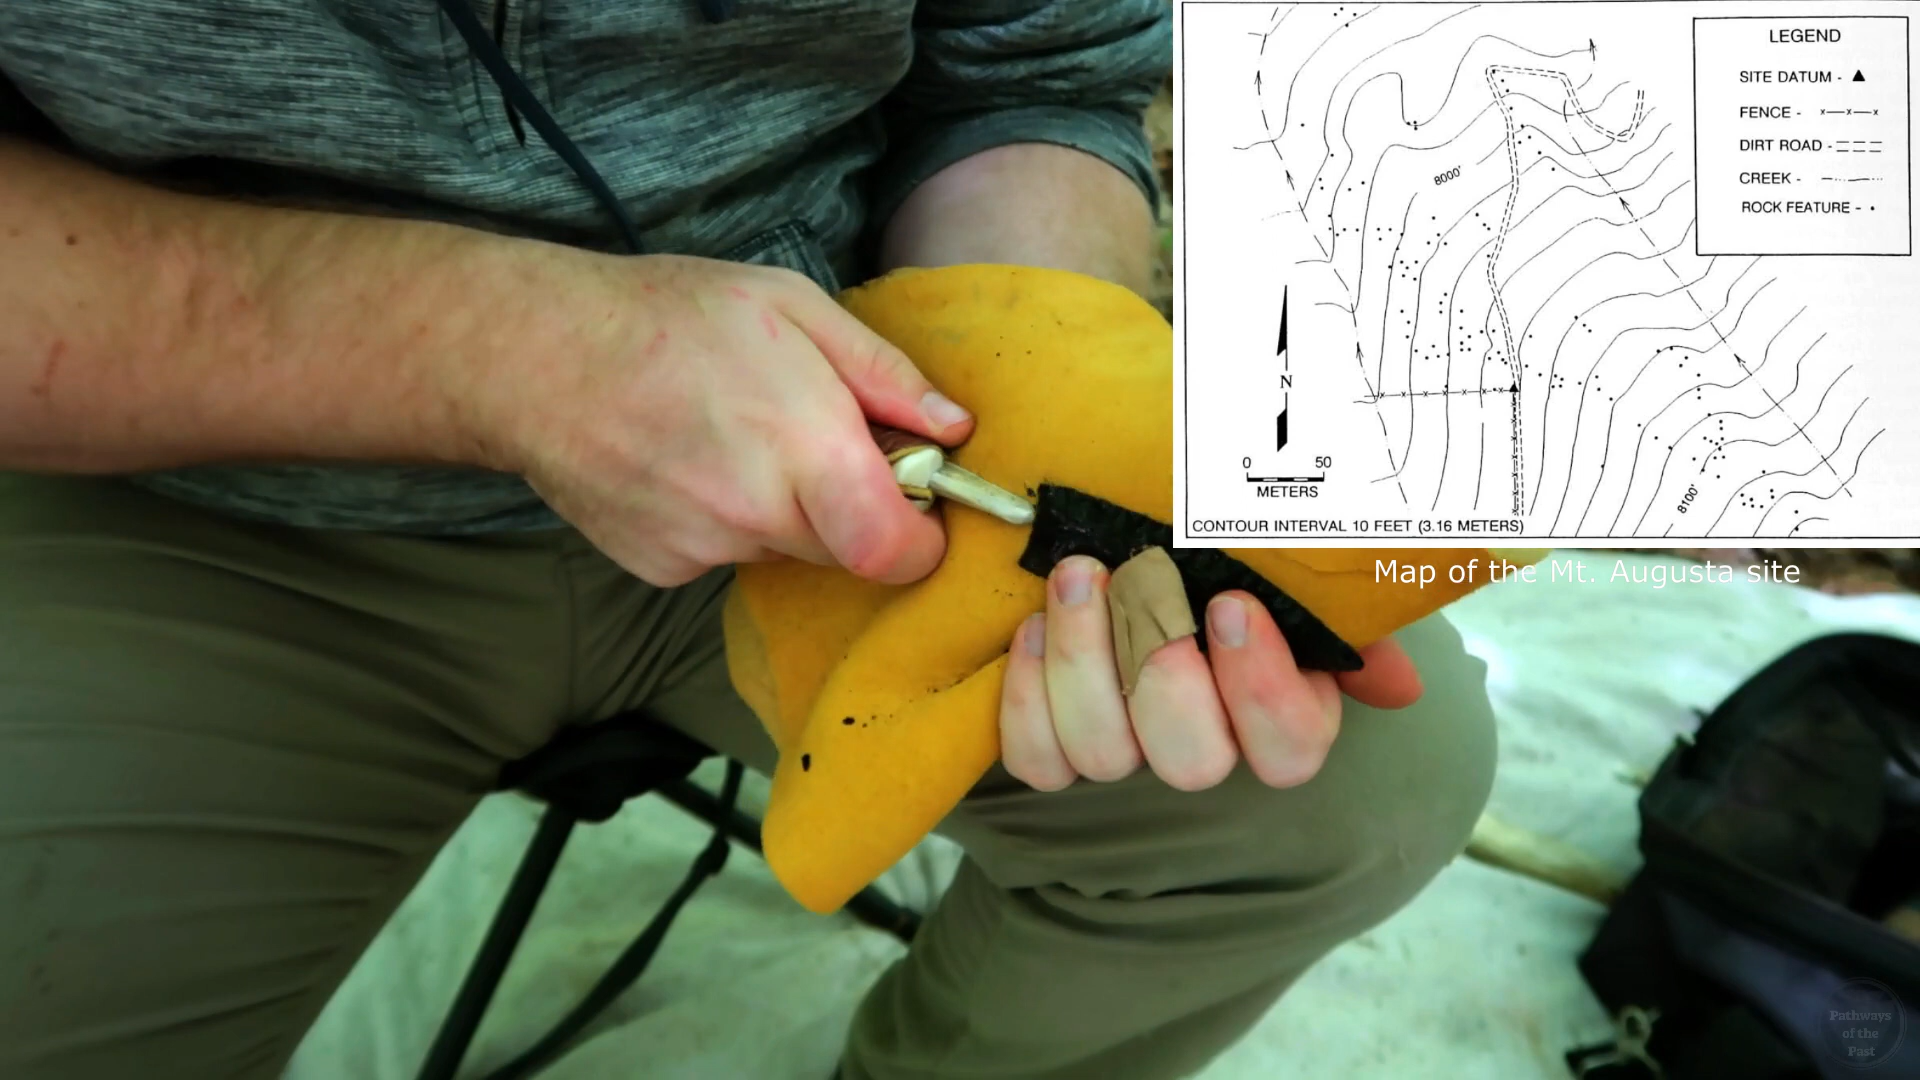 LEGEND
SITE DATUM -
FENCE - x—x—x
DIRT ROAD -
CREEK -
ROCK FEATURE -
8000'
N
0 50
METERS
8100'
CONTOUR INTERVAL 10 FEET (3.16 METERS)
Map of the Mt. Augusta site
Pathways
of the
Past